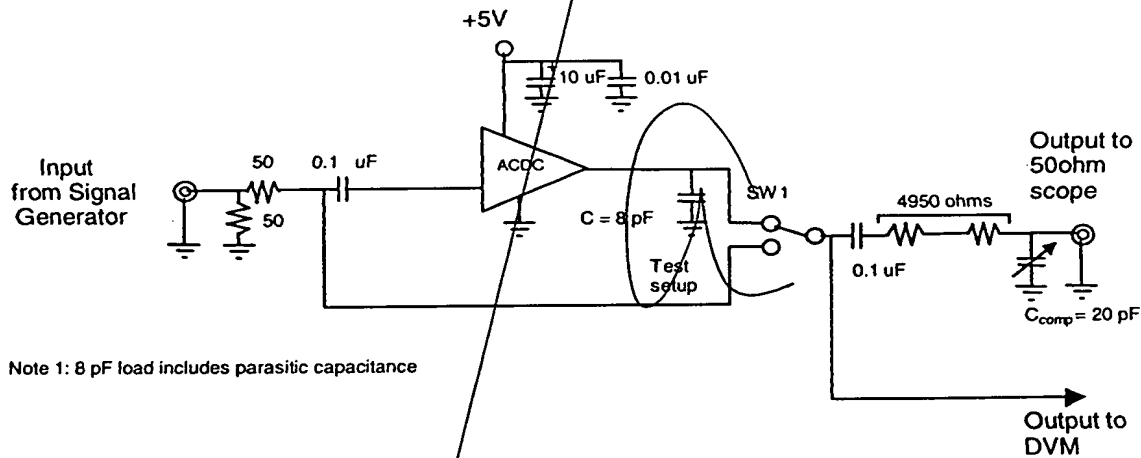 +5V
10 uF
0.01 uF
Input
from Signal
Generator
50
0.1 uF
50
ACDC
C = 8 pF
Test
setup
SW1
4950 ohms
0.1 uF
Output to
50ohm
scope
Ccomp = 20 pF
Note 1: 8 pF load includes parasitic capacitance
Output to
DVM